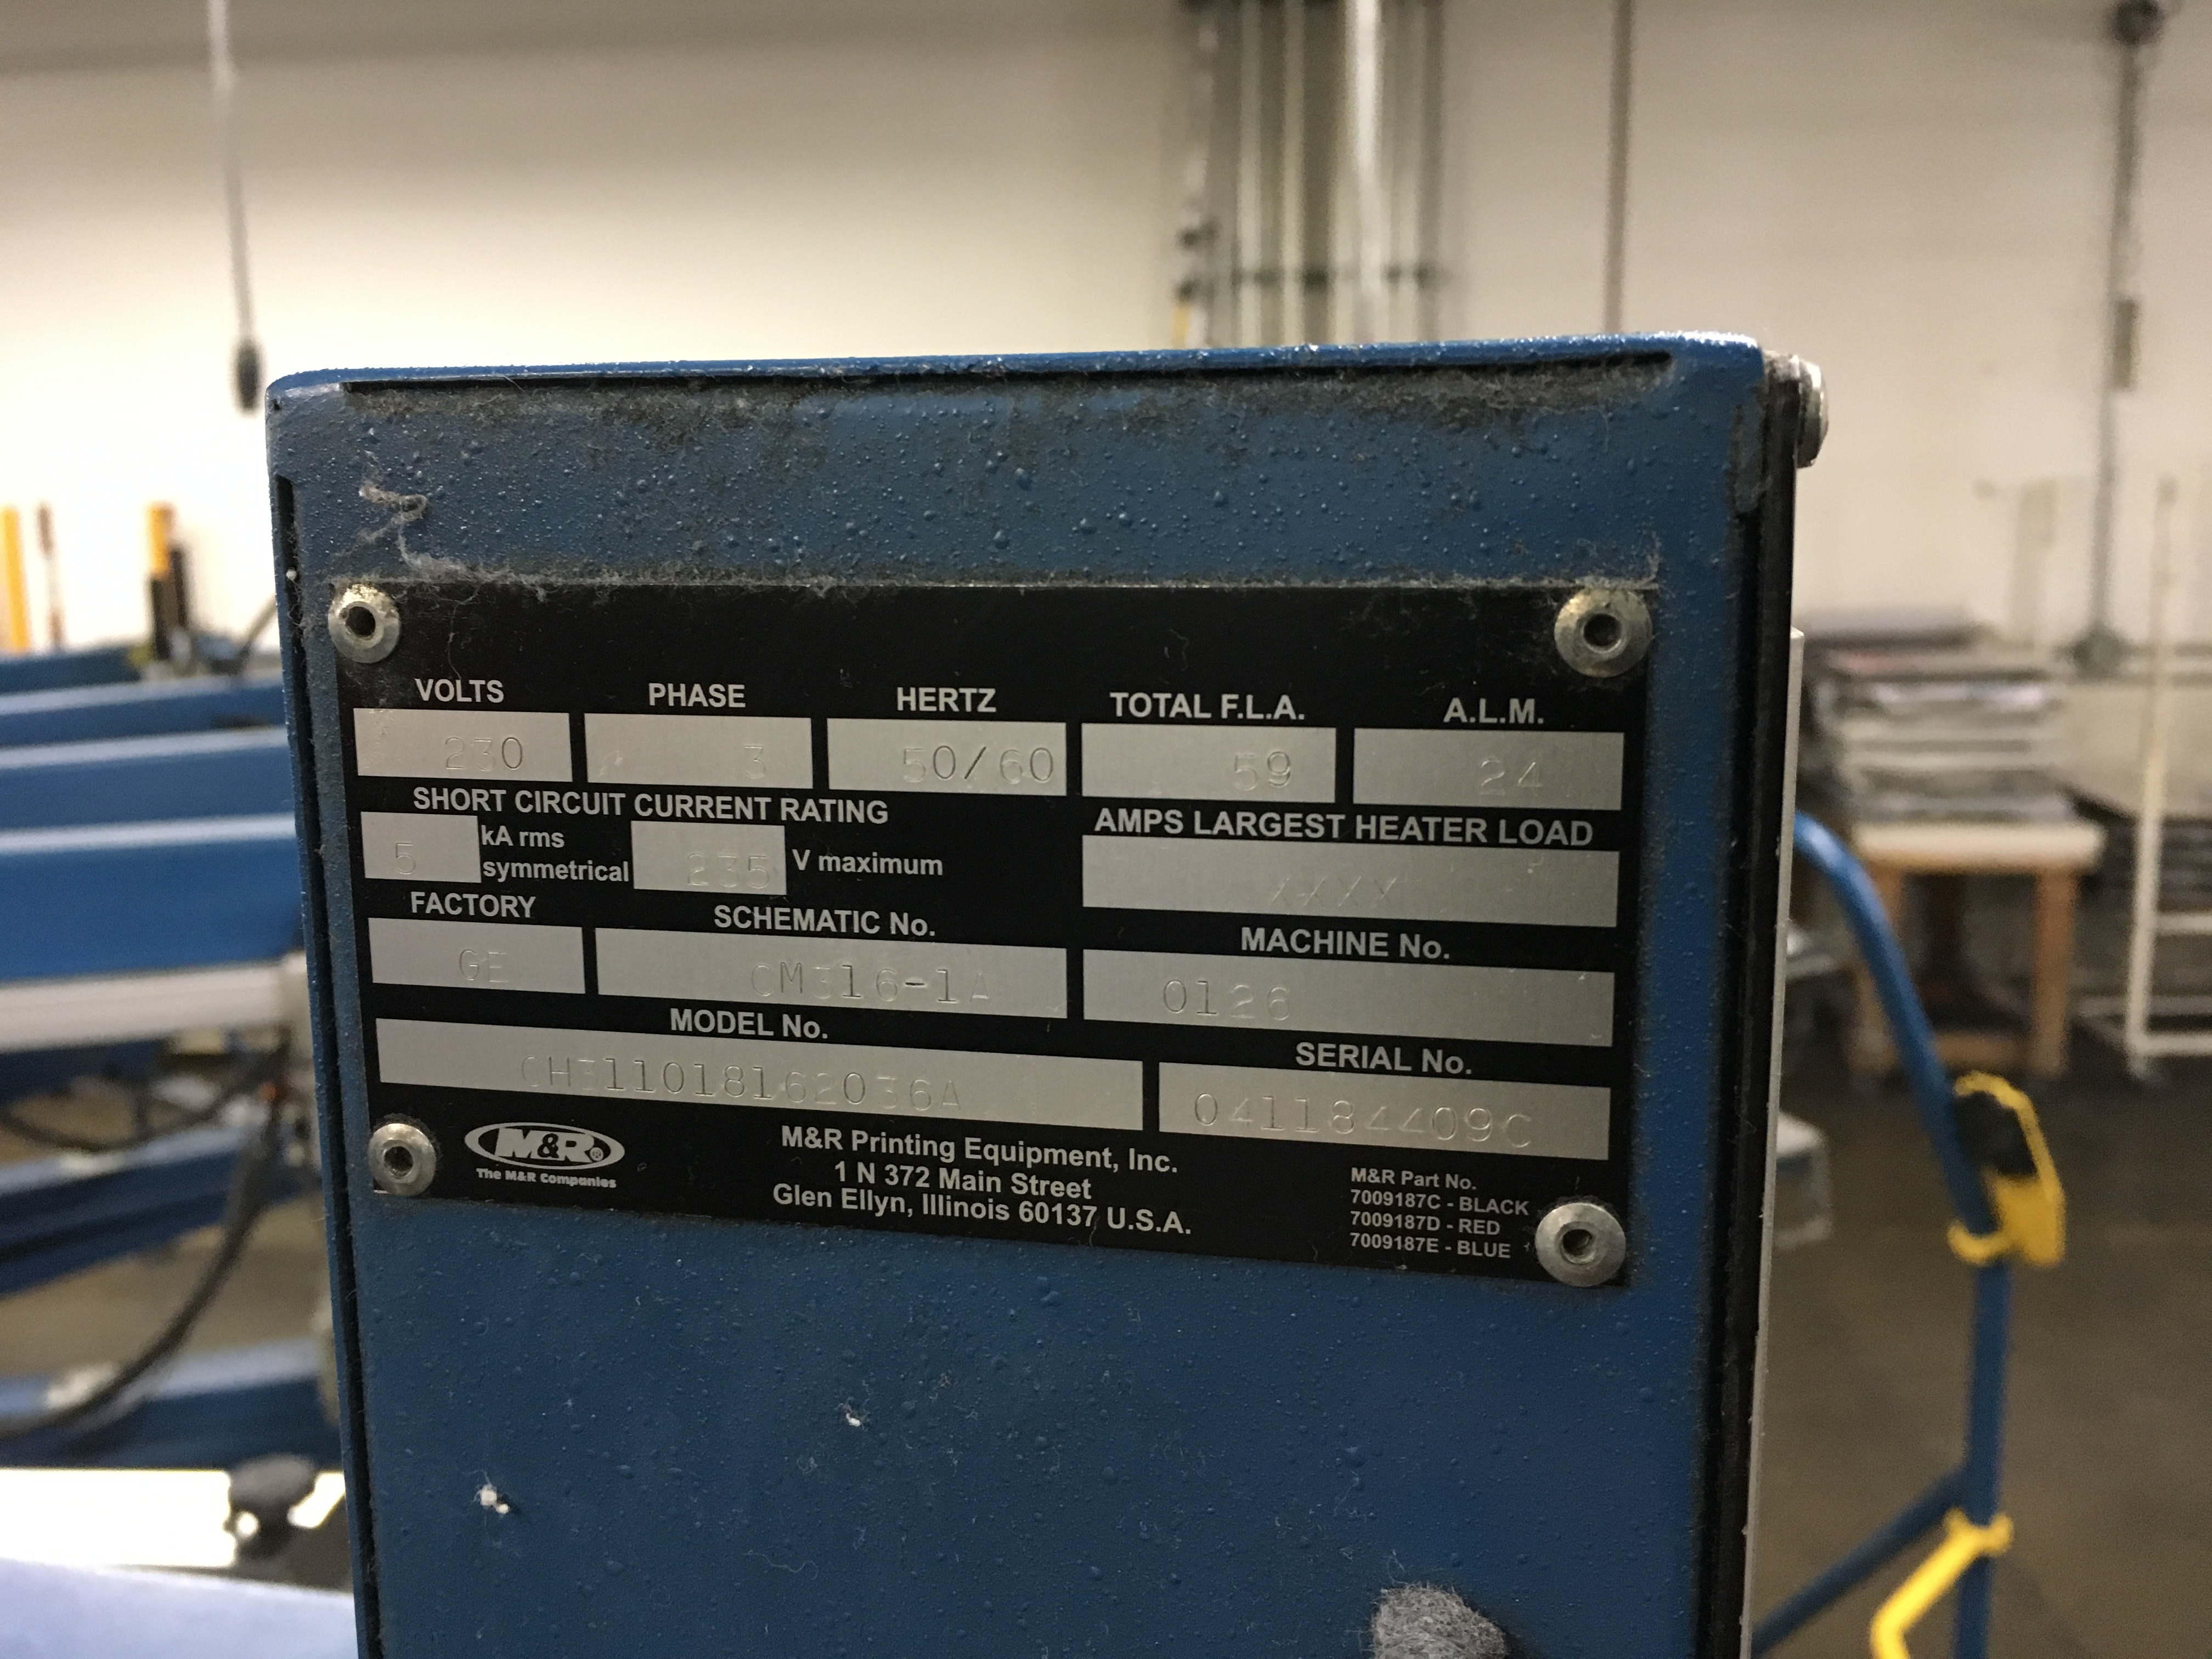 VOLTS PHASE HERTZ TOTAL F.L.A. A.L.M.
230 3 50/60 59 24
SHORT CIRCUIT CURRENT RATING AMPS LARGEST HEATER LOAD
5 kA rms symmetrical 235 V maximum XXXX
FACTORY SCHEMATIC No. MACHINE No.
GE CM316-1A 0126
MODEL No. SERIAL No.
CH311018162036A 041184409C
M&R®
The M&R Companies
M&R Printing Equipment, Inc.
1 N 372 Main Street
Glen Ellyn, Illinois 60137 U.S.A.
M&R Part No.
7009187C - BLACK
7009187D - RED
7009187E - BLUE